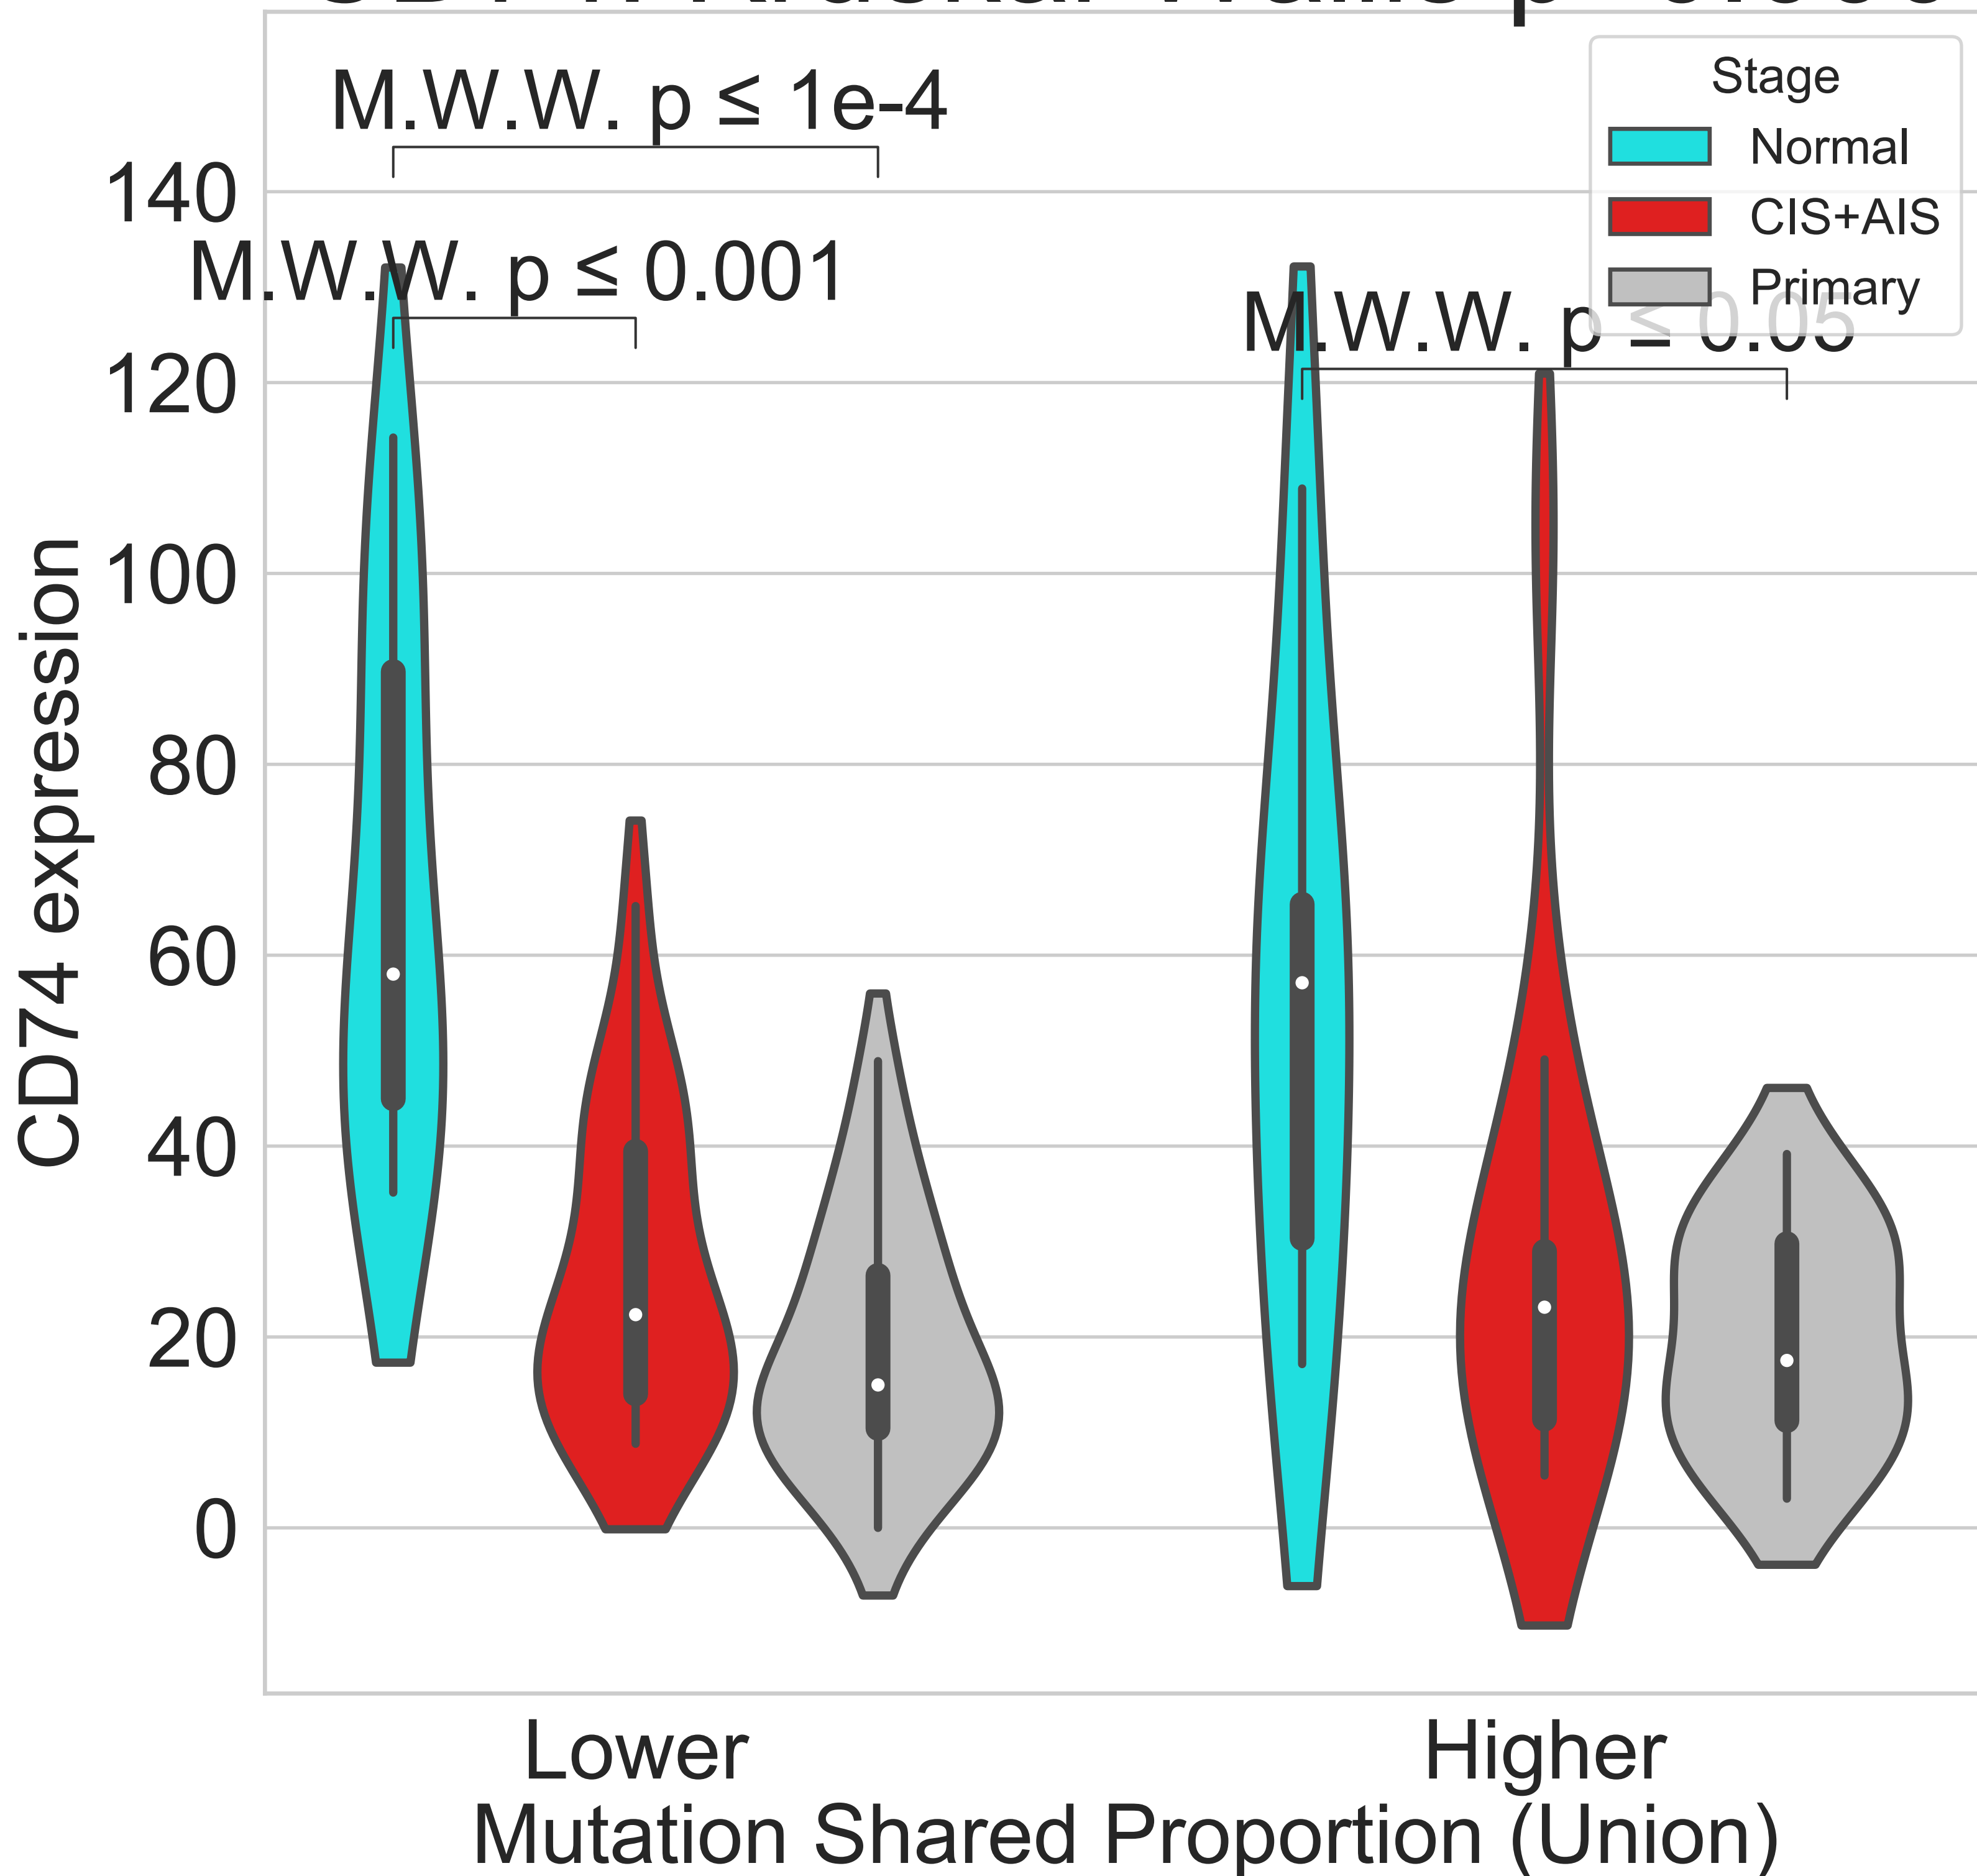 M.W.W. p ≤ 1e-4
Stage
Normal
CIS+AIS
Primary
M.W.W. p ≤ 0.001
M.W.W. p ≤ 0.05
140
120
100
80
60
40
20
0
CD74 expression
Lower
Higher
Mutation Shared Proportion (Union)